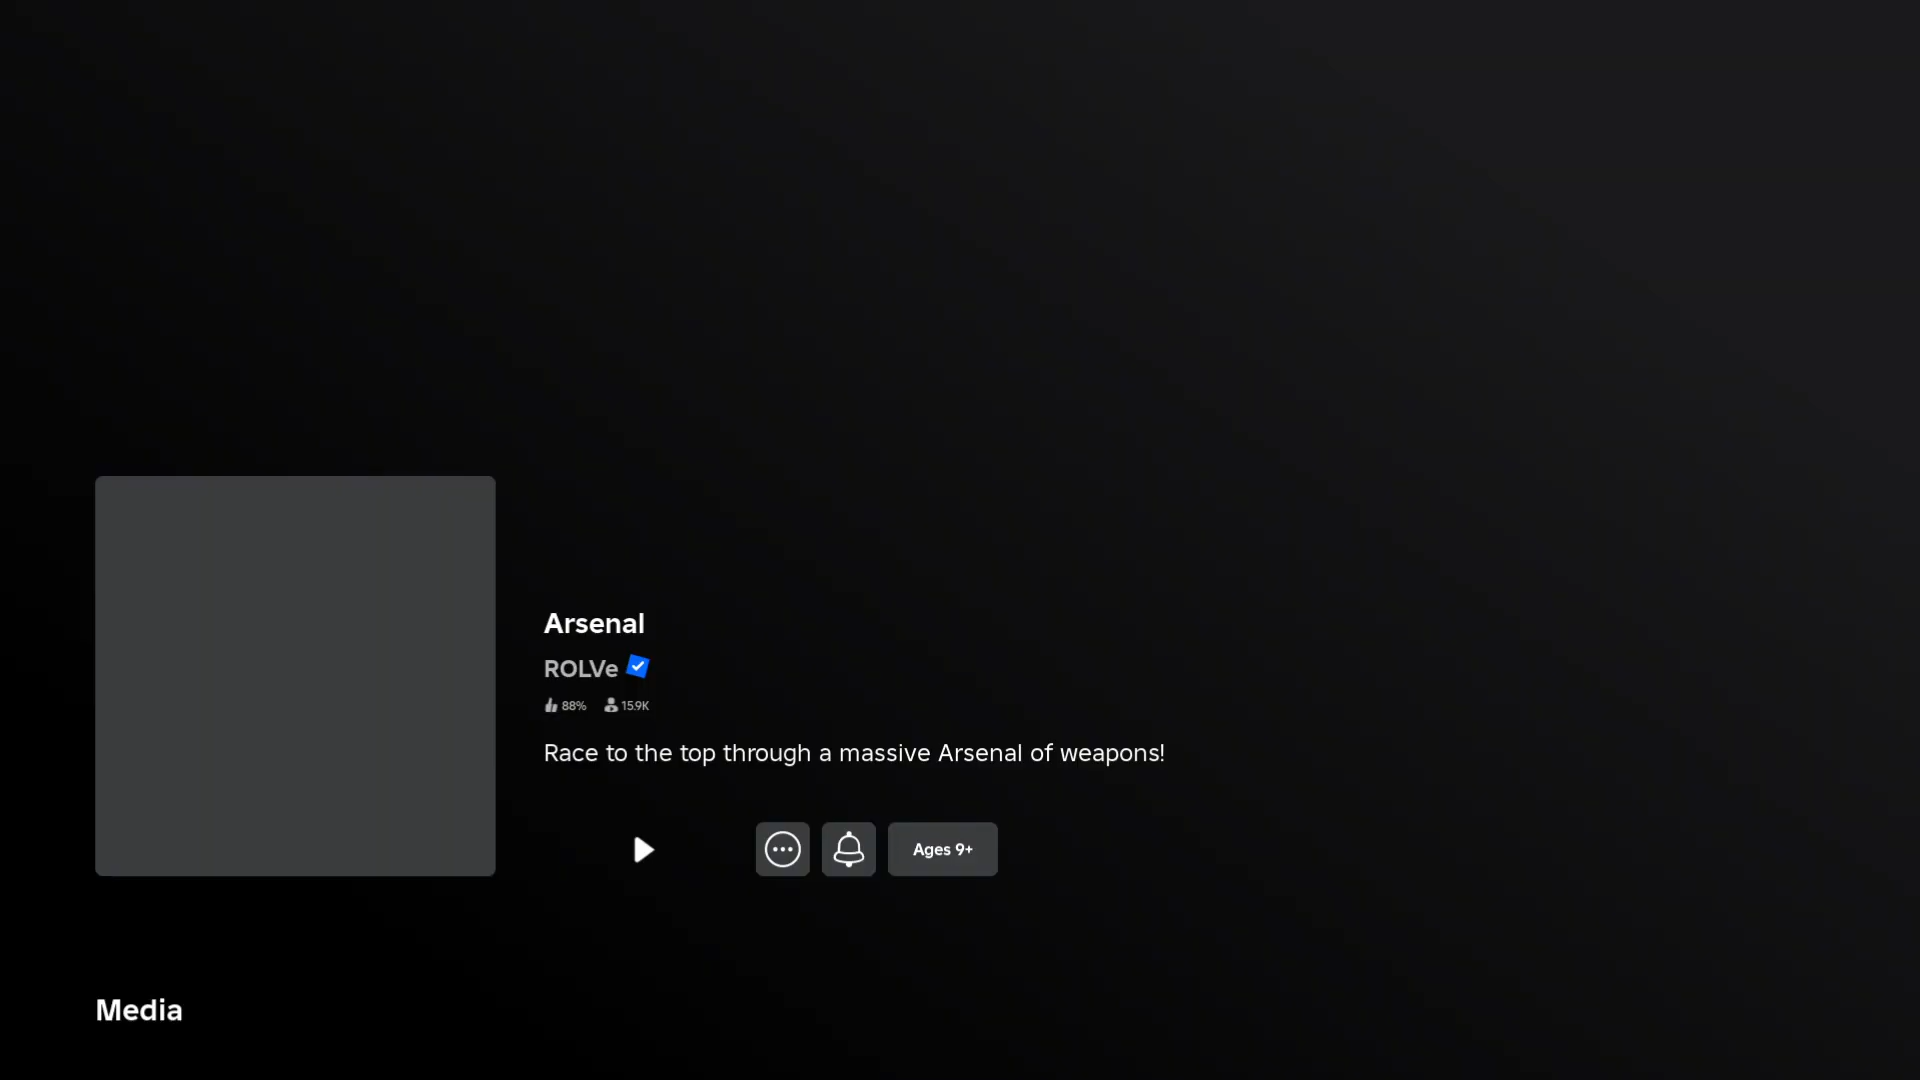 Arsenal
ROLVe
88% 15.9K
Race to the top through a massive Arsenal of weapons!
Ages 9+
Media